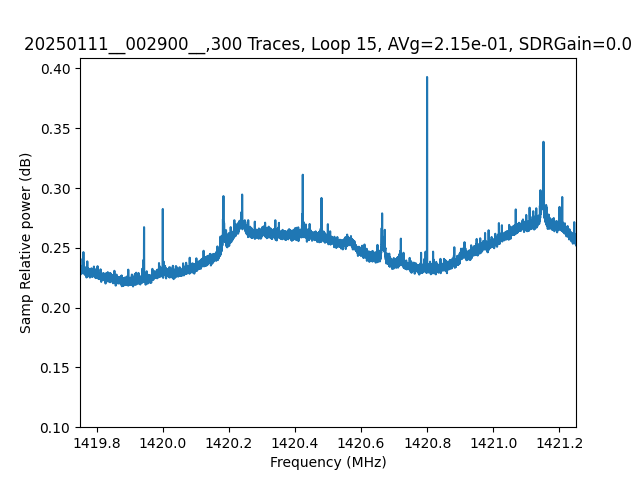 20250111__002900__,300 Traces, Loop 15, AVg=2.15e-01, SDRGain=0.0
0.40
0.35
0.30
0.25
0.20
0.15
0.10
Samp Relative power (dB)
1419.8 1420.0 1420.2 1420.4 1420.6 1420.8 1421.0 1421.2
Frequency (MHz)